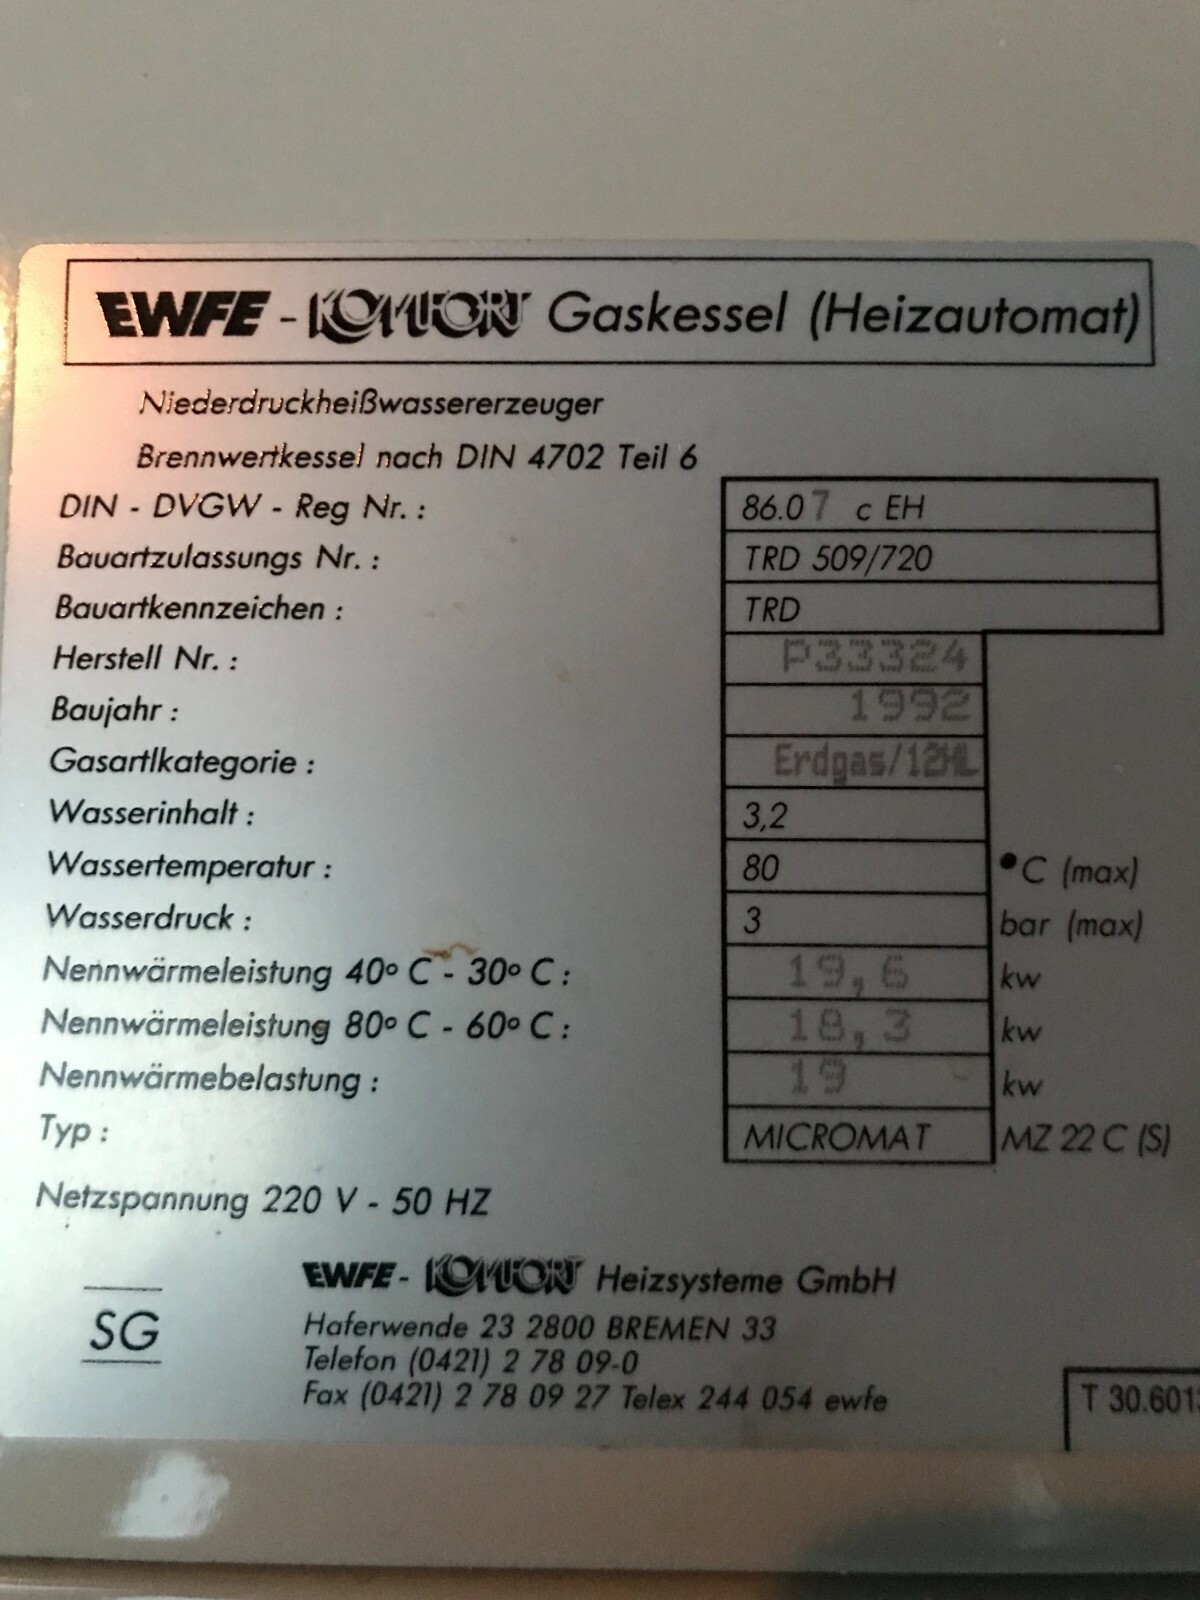 EWFE - KOMFORT Gaskessel (Heizautomat)
Niederdruckheißwassererzeuger
Brennwertkessel nach DIN 4702 Teil 6
DIN - DVGW - Reg Nr. : 86.07 c EH
Bauartzulassungs Nr. : TRD 509/720
Bauartkennzeichen : TRD
Herstell Nr. : P33324
Baujahr : 1992
Gasartlkategorie : Erdgas/12HL
Wasserinhalt : 3,2
Wassertemperatur : 80 °C (max)
Wasserdruck : 3 bar (max)
Nennwärmeleistung 40° C - 30° C : 19,6 kw
Nennwärmeleistung 80° C - 60° C : 18,3 kw
Nennwärmebelastung : 19 kw
Typ : MICROMAT MZ 22 C (S)
Netzspannung 220 V - 50 HZ
SG
EWFE - KOMFORT Heizsysteme GmbH
Haferwende 23 2800 BREMEN 33
Telefon (0421) 2 78 09-0
Fax (0421) 2 78 09 27 Telex 244 054 ewfe
T 30.601